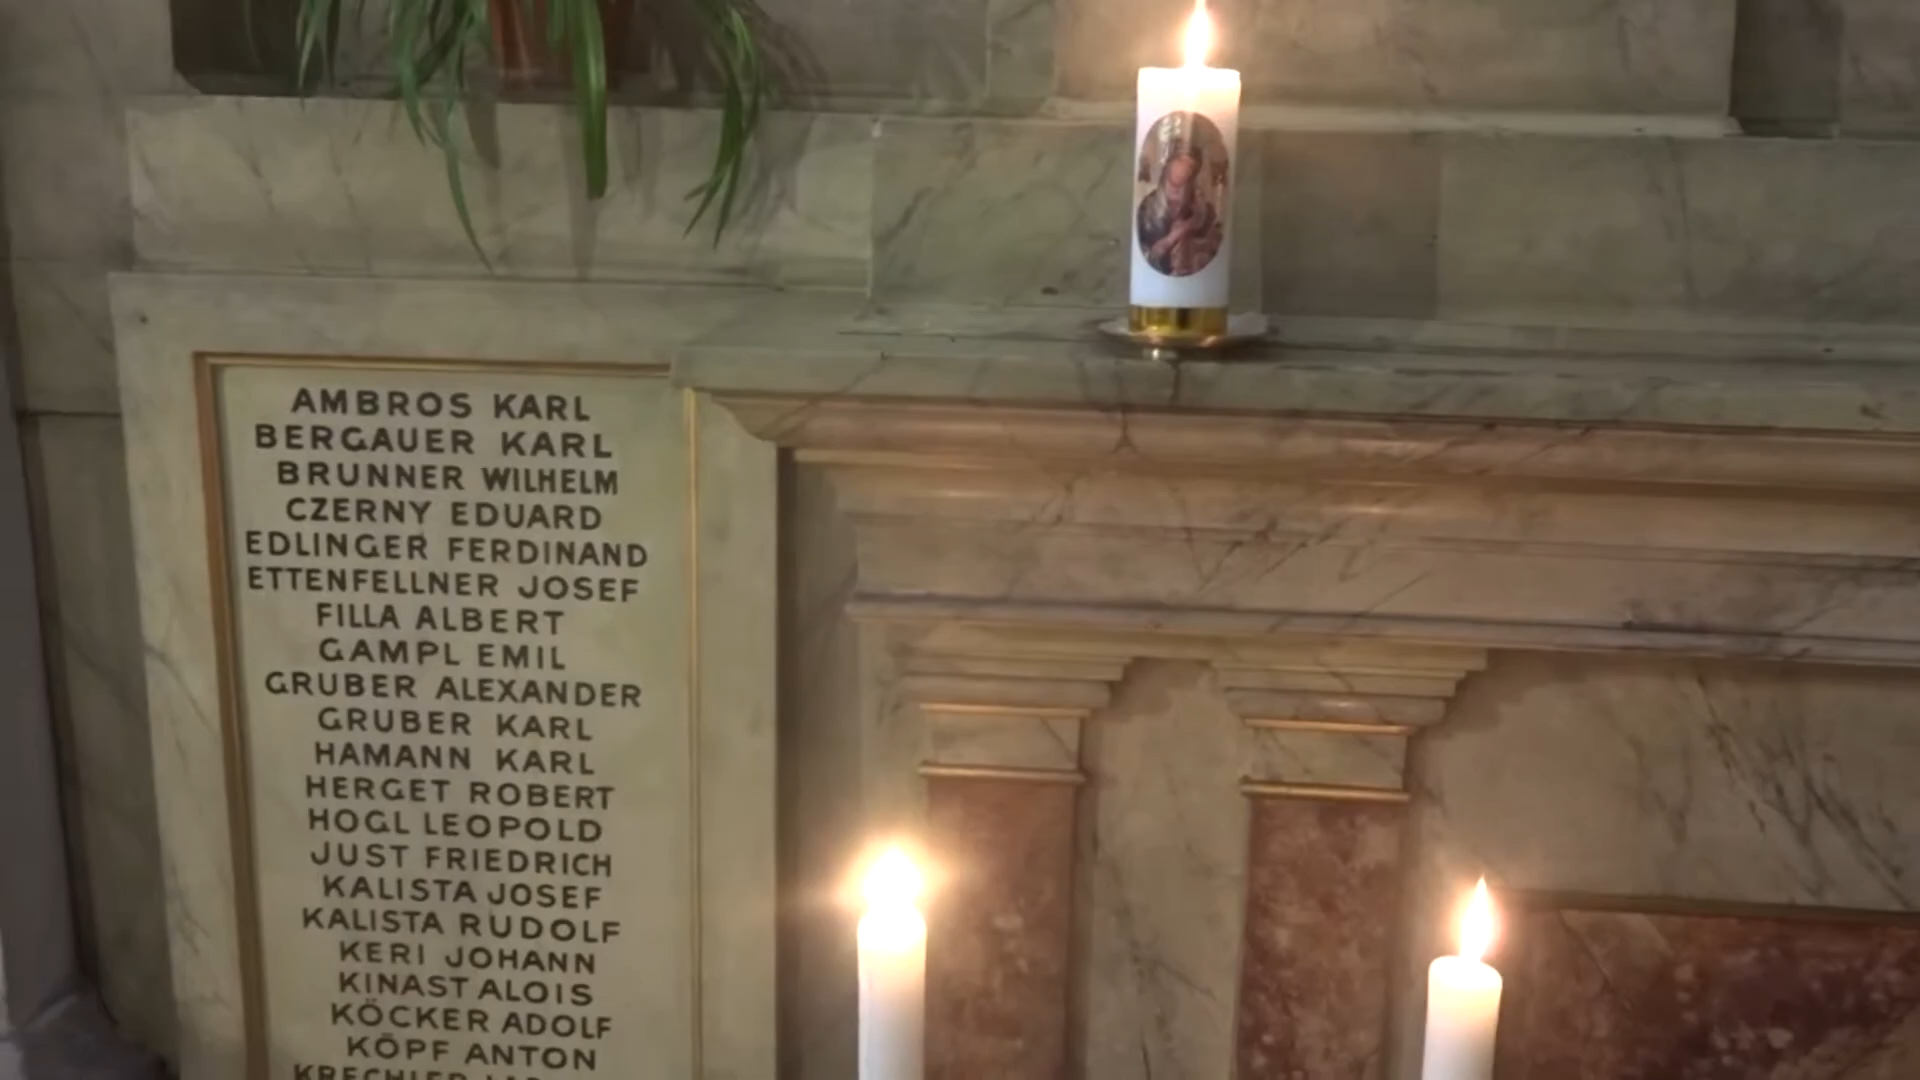 AMBROS KARL
BERGAUER KARL
BRUNNER WILHELM
CZERNY EDUARD
EDLINGER FERDINAND
ETTENFELLNER JOSEF
FILLA ALBERT
GAMPL EMIL
GRUBER ALEXANDER
GRUBER KARL
HAMANN KARL
HERGET ROBERT
HOGL LEOPOLD
JUST FRIEDRICH
KALISTA JOSEF
KALISTA RUDOLF
KERI JOHANN
KINAST ALOIS
KÖCKER ADOLF
KÖPF ANTON